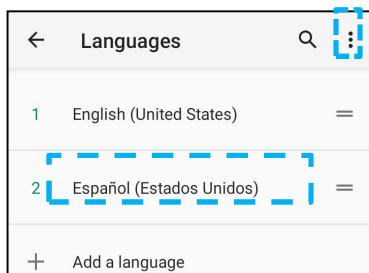 Languages
1 English (United States)
2 Español (Estados Unidos)
Add a language